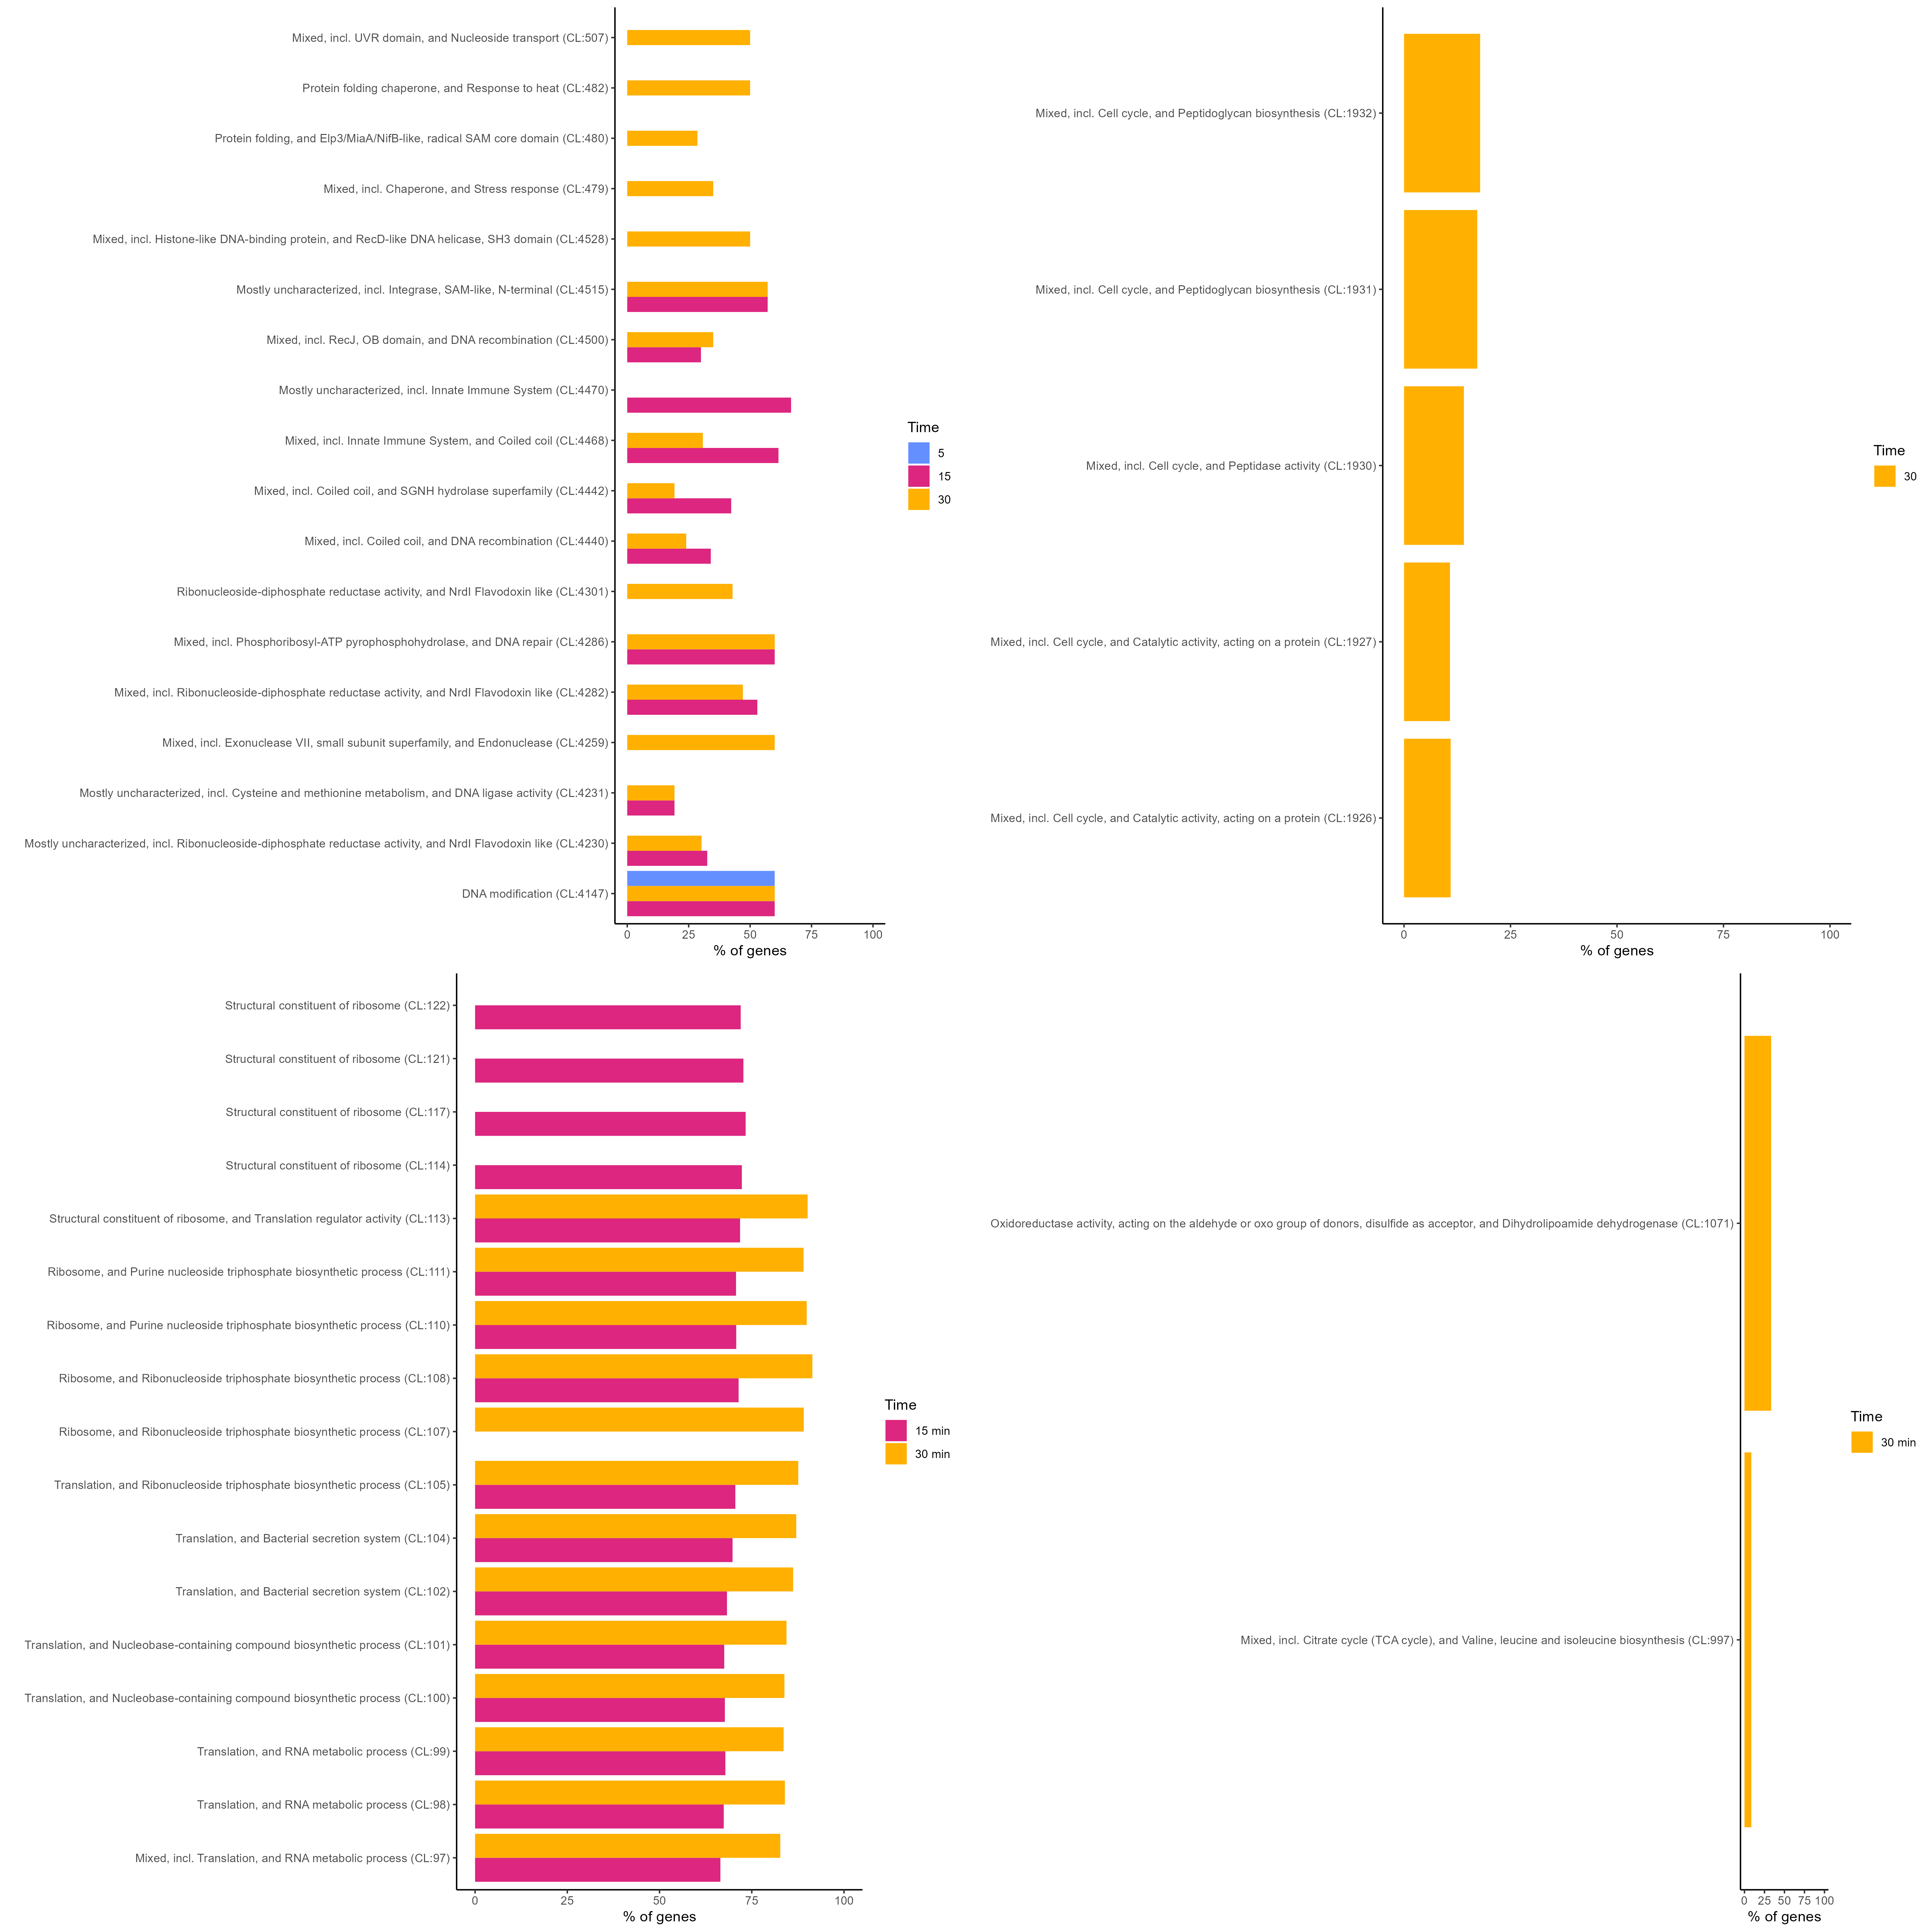 Mixed, incl. UVR domain, and Nucleoside transport (CL:507)
Protein folding chaperone, and Response to heat (CL:482)
Protein folding, and Elp3/MiaA/NifB-like, radical SAM core domain (CL:480)
Mixed, incl. Chaperone, and Stress response (CL:479)
Mixed, incl. Histone-like DNA-binding protein, and RecD-like DNA helicase, SH3 domain (CL:4528)
Mostly uncharacterized, incl. Integrase, SAM-like, N-terminal (CL:4515)
Mixed, incl. RecJ, OB domain, and DNA recombination (CL:4500)
Mostly uncharacterized, incl. Innate Immune System (CL:4470)
Mixed, incl. Innate Immune System, and Coiled coil (CL:4468)
Mixed, incl. Coiled coil, and SGNH hydrolase superfamily (CL:4442)
Mixed, incl. Coiled coil, and DNA recombination (CL:4440)
Ribonucleoside-diphosphate reductase activity, and NrdI Flavodoxin like (CL:4301)
Mixed, incl. Phosphoribosyl-ATP pyrophosphohydrolase, and DNA repair (CL:4286)
Mixed, incl. Ribonucleoside-diphosphate reductase activity, and NrdI Flavodoxin like (CL:4282)
Mixed, incl. Exonuclease VII, small subunit superfamily, and Endonuclease (CL:4259)
Mostly uncharacterized, incl. Cysteine and methionine metabolism, and DNA ligase activity (CL:4231)
Mostly uncharacterized, incl. Ribonucleoside-diphosphate reductase activity, and NrdI Flavodoxin like (CL:4230)
DNA modification (CL:4147)
0 25 50 75 100
% of genes
Time
5
15
30
Mixed, incl. Cell cycle, and Peptidoglycan biosynthesis (CL:1932)
Mixed, incl. Cell cycle, and Peptidoglycan biosynthesis (CL:1931)
Mixed, incl. Cell cycle, and Peptidase activity (CL:1930)
Mixed, incl. Cell cycle, and Catalytic activity, acting on a protein (CL:1927)
Mixed, incl. Cell cycle, and Catalytic activity, acting on a protein (CL:1926)
0 25 50 75 100
% of genes
Time
30
Structural constituent of ribosome (CL:122)
Structural constituent of ribosome (CL:121)
Structural constituent of ribosome (CL:117)
Structural constituent of ribosome (CL:114)
Structural constituent of ribosome, and Translation regulator activity (CL:113)
Ribosome, and Purine nucleoside triphosphate biosynthetic process (CL:111)
Ribosome, and Purine nucleoside triphosphate biosynthetic process (CL:110)
Ribosome, and Ribonucleoside triphosphate biosynthetic process (CL:108)
Ribosome, and Ribonucleoside triphosphate biosynthetic process (CL:107)
Translation, and Ribonucleoside triphosphate biosynthetic process (CL:105)
Translation, and Bacterial secretion system (CL:104)
Translation, and Bacterial secretion system (CL:102)
Translation, and Nucleobase-containing compound biosynthetic process (CL:101)
Translation, and Nucleobase-containing compound biosynthetic process (CL:100)
Translation, and RNA metabolic process (CL:99)
Translation, and RNA metabolic process (CL:98)
Mixed, incl. Translation, and RNA metabolic process (CL:97)
0 25 50 75 100
% of genes
Time
15 min
30 min
Oxidoreductase activity, acting on the aldehyde or oxo group of donors, disulfide as acceptor, and Dihydrolipoamide dehydrogenase (CL:1071)
Mixed, incl. Citrate cycle (TCA cycle), and Valine, leucine and isoleucine biosynthesis (CL:997)
0 25 50 75 100
% of genes
Time
30 min